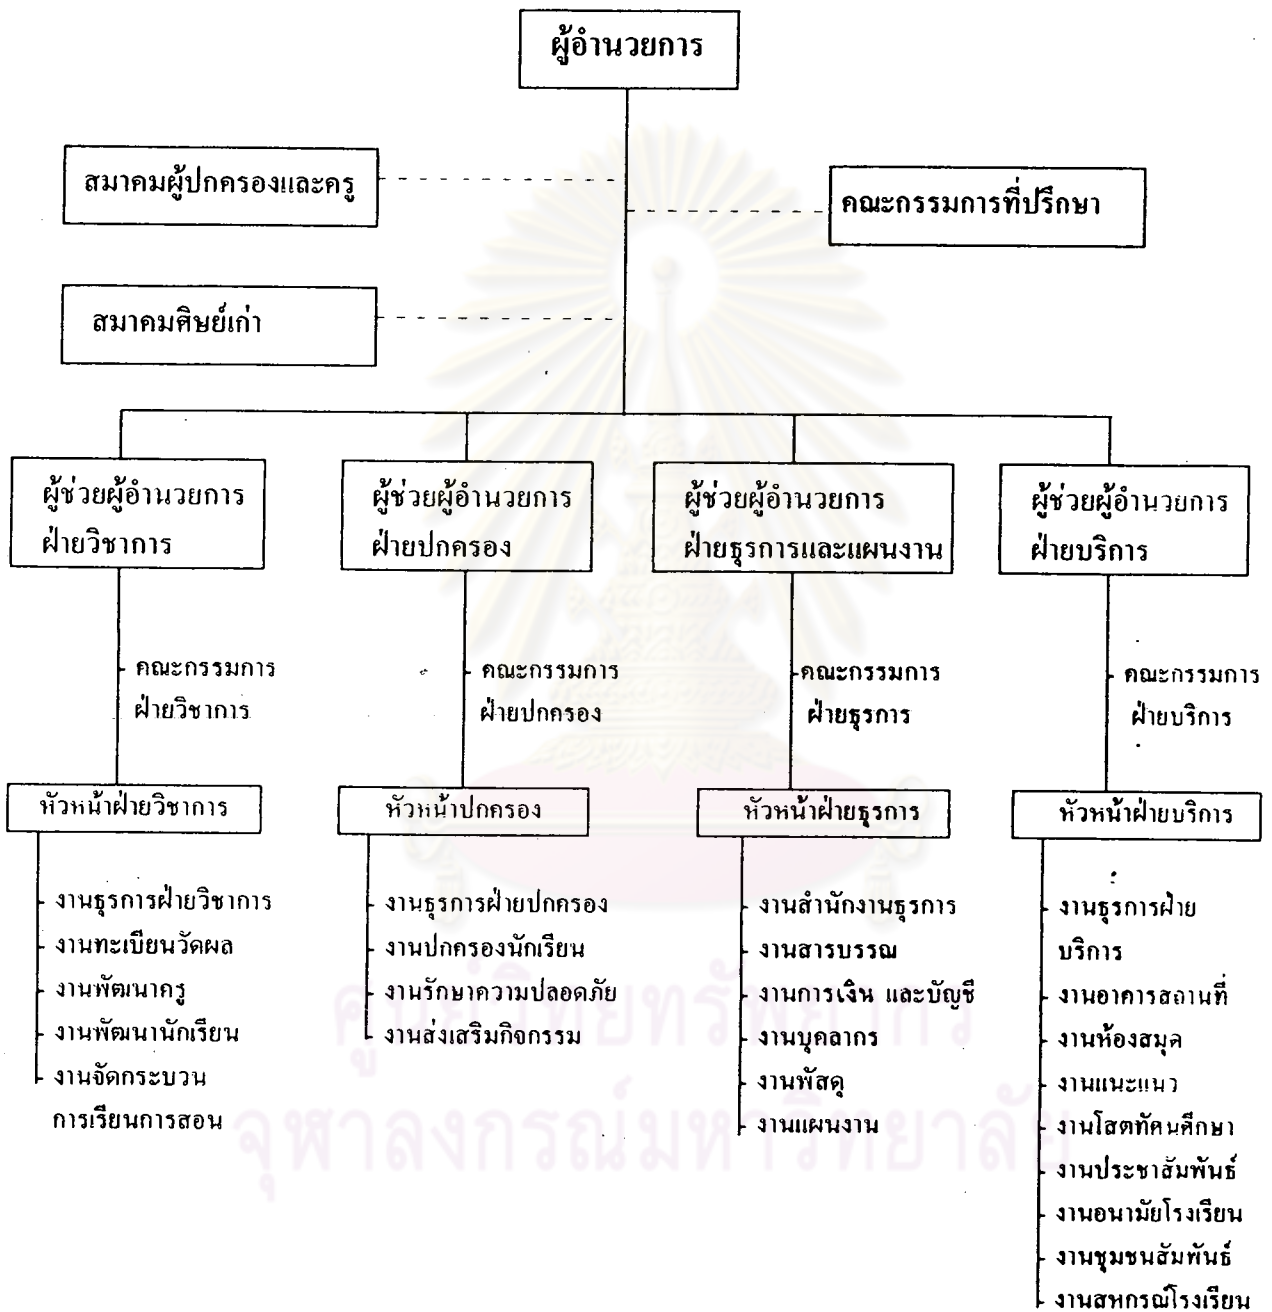 ผู้อำนวยการ
สมาคมผู้ปกครองและครู
คณะกรรมการที่ปรึกษา
สมาคมศิษย์เก่า
ผู้ช่วยผู้อำนวยการ
ฝ่ายวิชาการ
ผู้ช่วยผู้อำนวยการ
ฝ่ายปกครอง
ผู้ช่วยผู้อำนวยการ
ฝ่ายธุรการและแผนงาน
ผู้ช่วยผู้อำนวยการ
ฝ่ายบริการ
คณะกรรมการ
ฝ่ายวิชาการ
คณะกรรมการ
ฝ่ายปกครอง
คณะกรรมการ
ฝ่ายธุรการ
คณะกรรมการ
ฝ่ายบริการ
หัวหน้าฝ่ายวิชาการ
- งานธุรการฝ่ายวิชาการ
- งานทะเบียนวัดผล
- งานพัฒนาครู
- งานพัฒนานักเรียน
- งานจัดกระบวน
การเรียนการสอน
หัวหน้าปกครอง
- งานธุรการฝ่ายปกครอง
- งานปกครองนักเรียน
- งานรักษาความปลอดภัย
- งานส่งเสริมกิจกรรม
หัวหน้าฝ่ายธุรการ
- งานสำนักงานธุรการ
- งานสารบรรณ
- งานการเงิน และบัญชี
- งานบุคลากร
- งานพัสดุ
- งานแผนงาน
หัวหน้าฝ่ายบริการ
- งานธุรการฝ่าย
บริการ
- งานอาคารสถานที่
- งานห้องสมุด
- งานแนะแนว
- งานโสตทัศนศึกษา
- งานประชาสัมพันธ์
- งานอนามัยโรงเรียน
- งานชุมชนสัมพันธ์
- งานสหกรณ์โรงเรียน
ศูนย์วิทยทรัพยากร
จุฬาลงกรณ์มหาวิทยาลัย